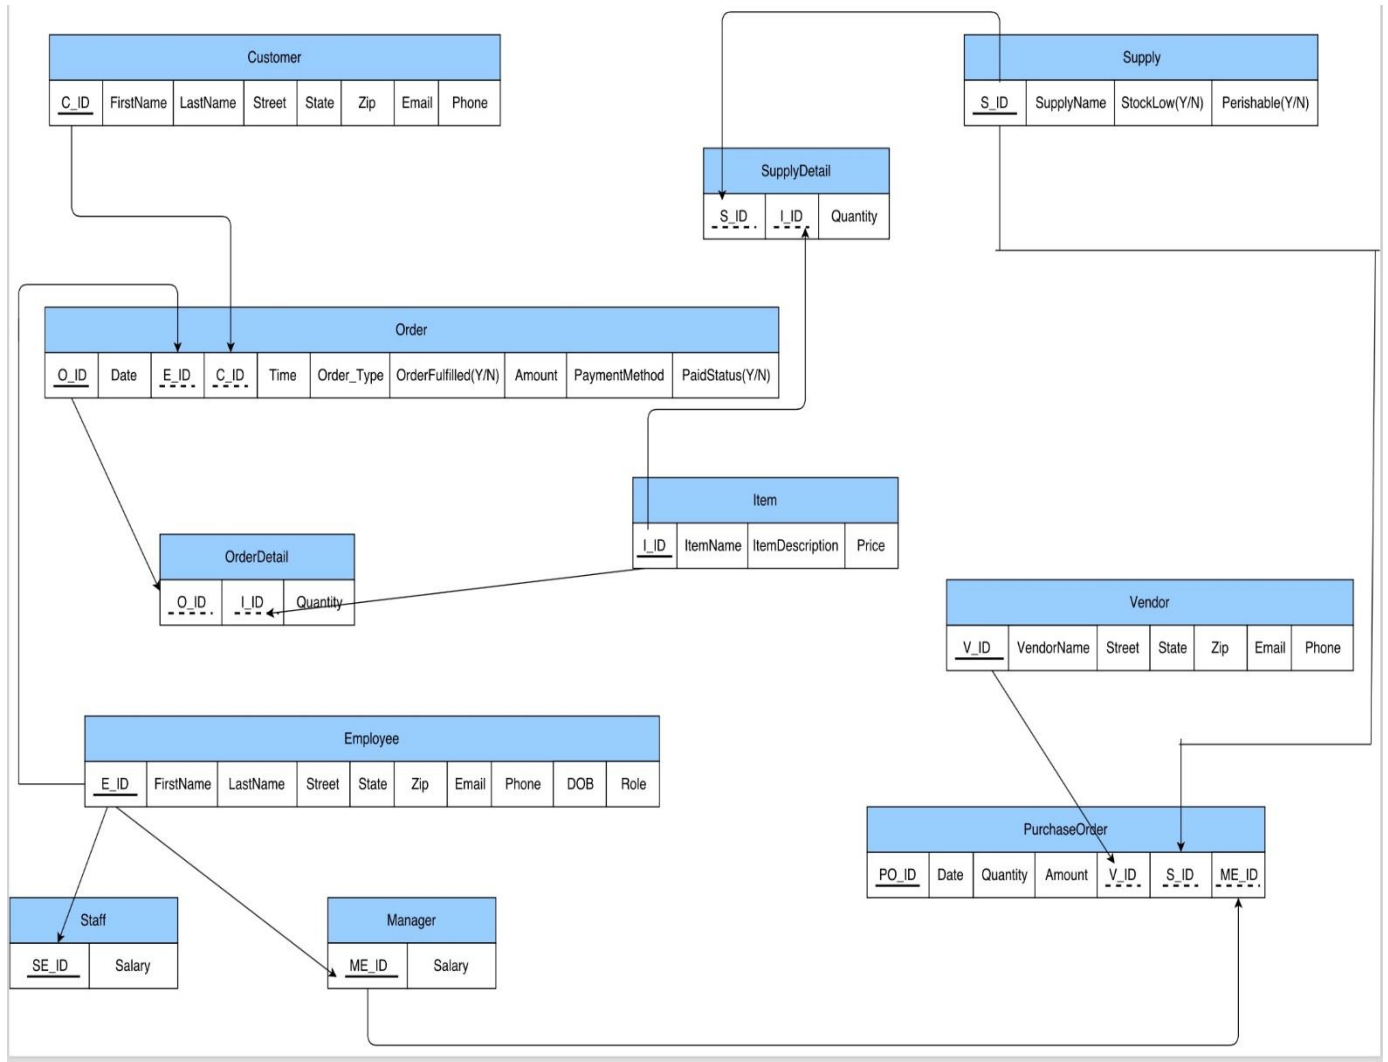 Customer
C_ID FirstName LastName Street State Zip Email Phone
Supply
S_ID SupplyName StockLow(Y/N) Perishable(Y/N)
SupplyDetail
S_ID I_ID Quantity
Order
O_ID Date E_ID C_ID Time Order_Type OrderFulfilled(Y/N) Amount PaymentMethod PaidStatus(Y/N)
Item
I_ID ItemName ItemDescription Price
OrderDetail
O_ID I_ID Quantity
Vendor
V_ID VendorName Street State Zip Email Phone
Employee
E_ID FirstName LastName Street State Zip Email Phone DOB Role
PurchaseOrder
PO_ID Date Quantity Amount V_ID S_ID ME_ID
Staff
SE_ID Salary
Manager
ME_ID Salary